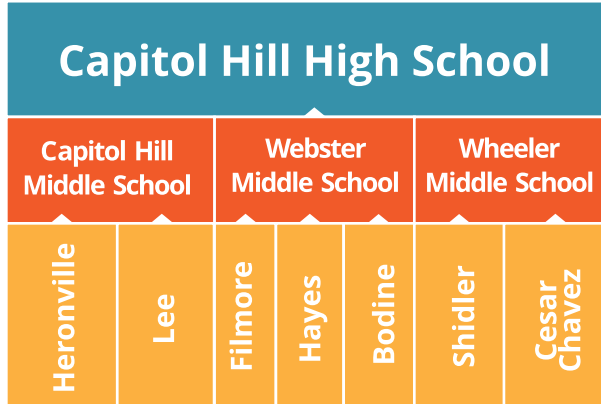 Capitol Hill High School
Capitol Hill
Middle School
Webster
Middle School
Wheeler
Middle School
Heronville
Lee
Filmore
Hayes
Bodine
Shidler
Cesar
Chavez